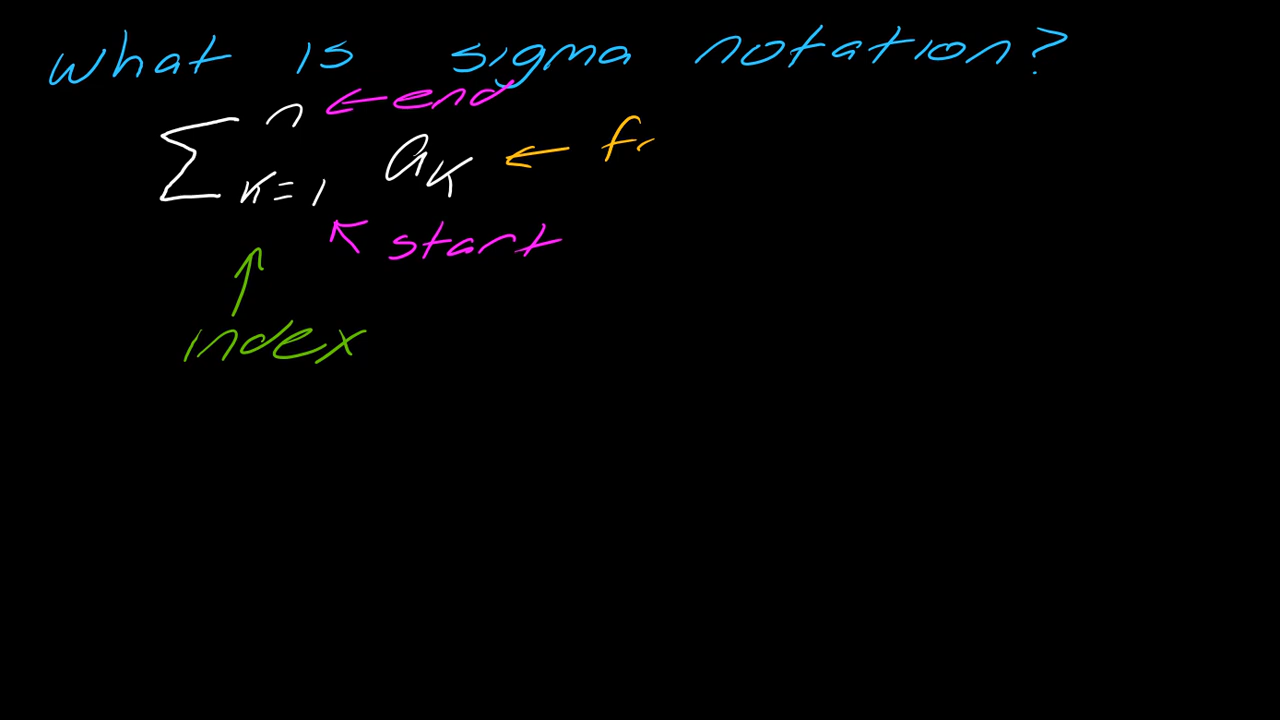 What is sigma notation?
n ← end
∑ k=1 aₖ ← f
↖ start
↑
index